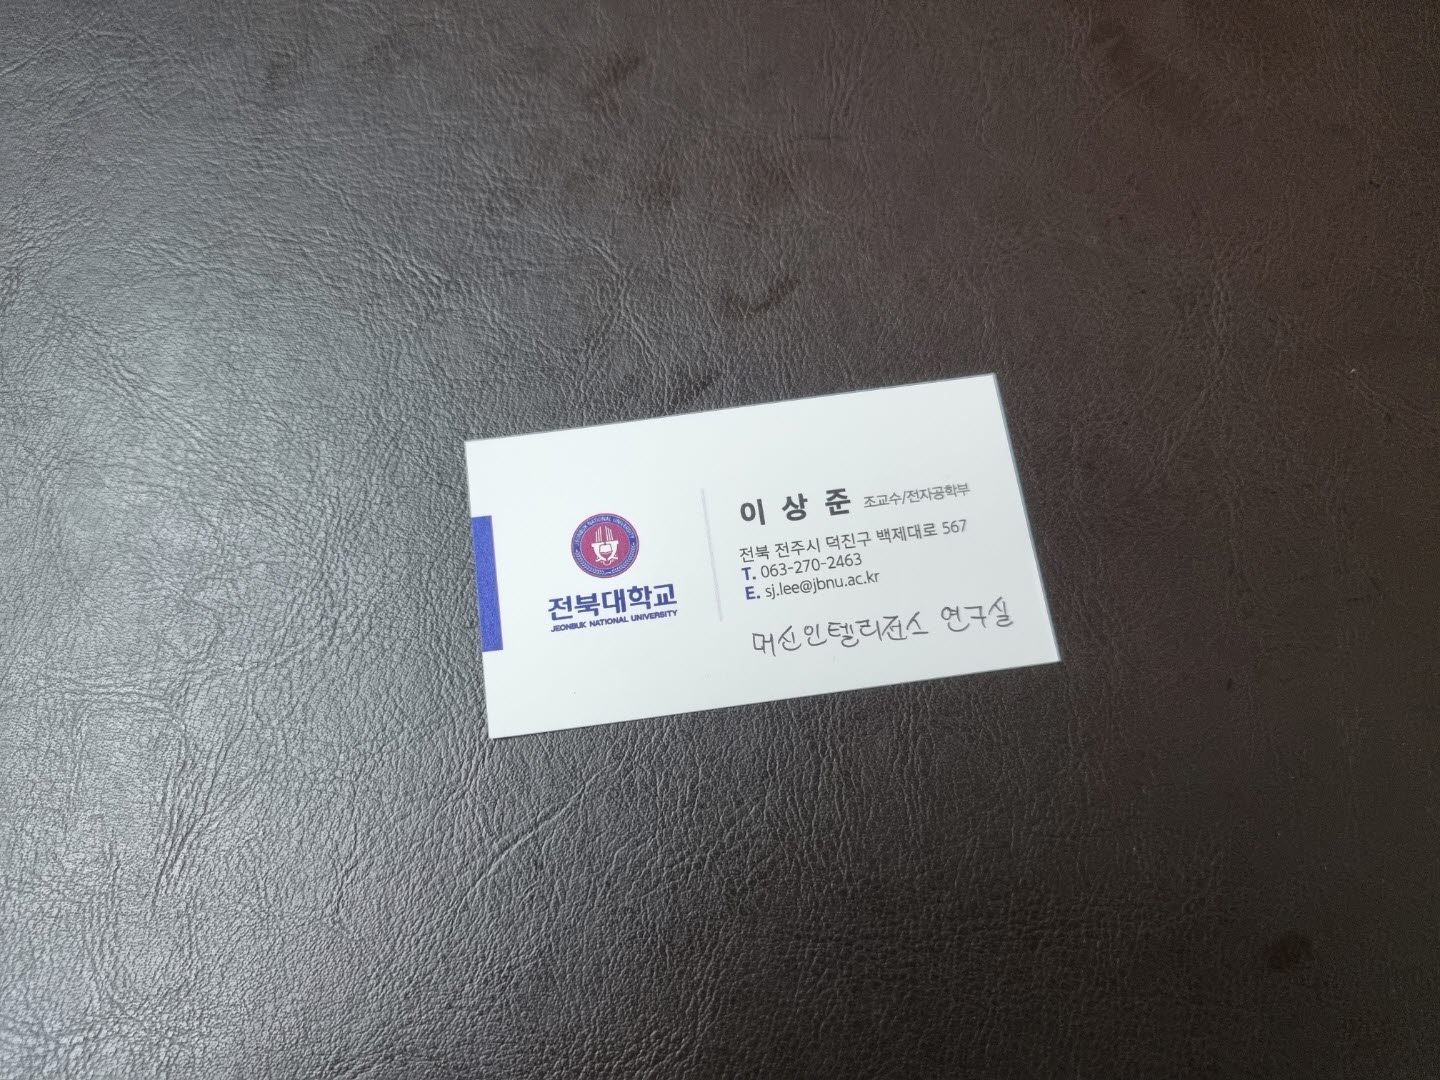 전북대학교
JEONBUK NATIONAL UNIVERSITY
이 상 준 조교수/전자공학부
전북 전주시 덕진구 백제대로 567
T. 063-270-2463
E. sj.lee@jbnu.ac.kr
머신인텔리전스 연구실